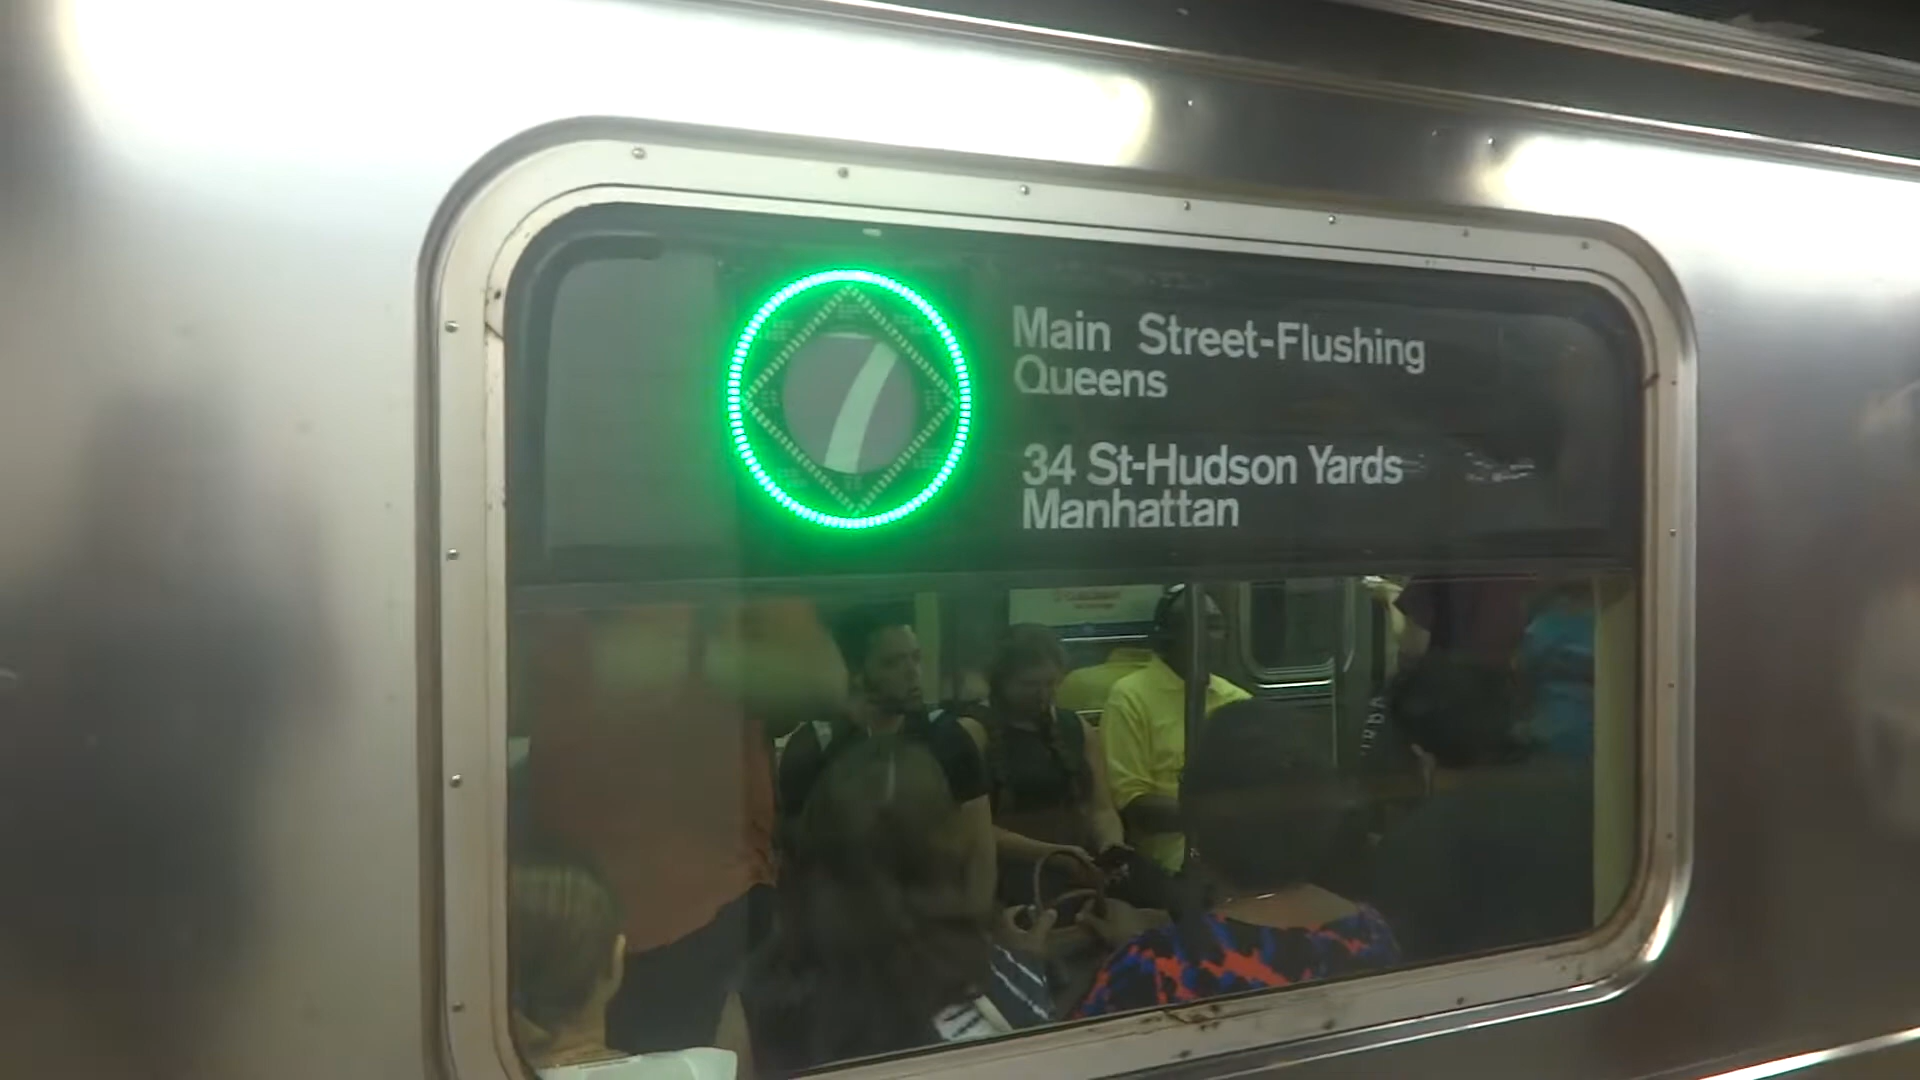 7
Main Street-Flushing
Queens
34 St-Hudson Yards
Manhattan